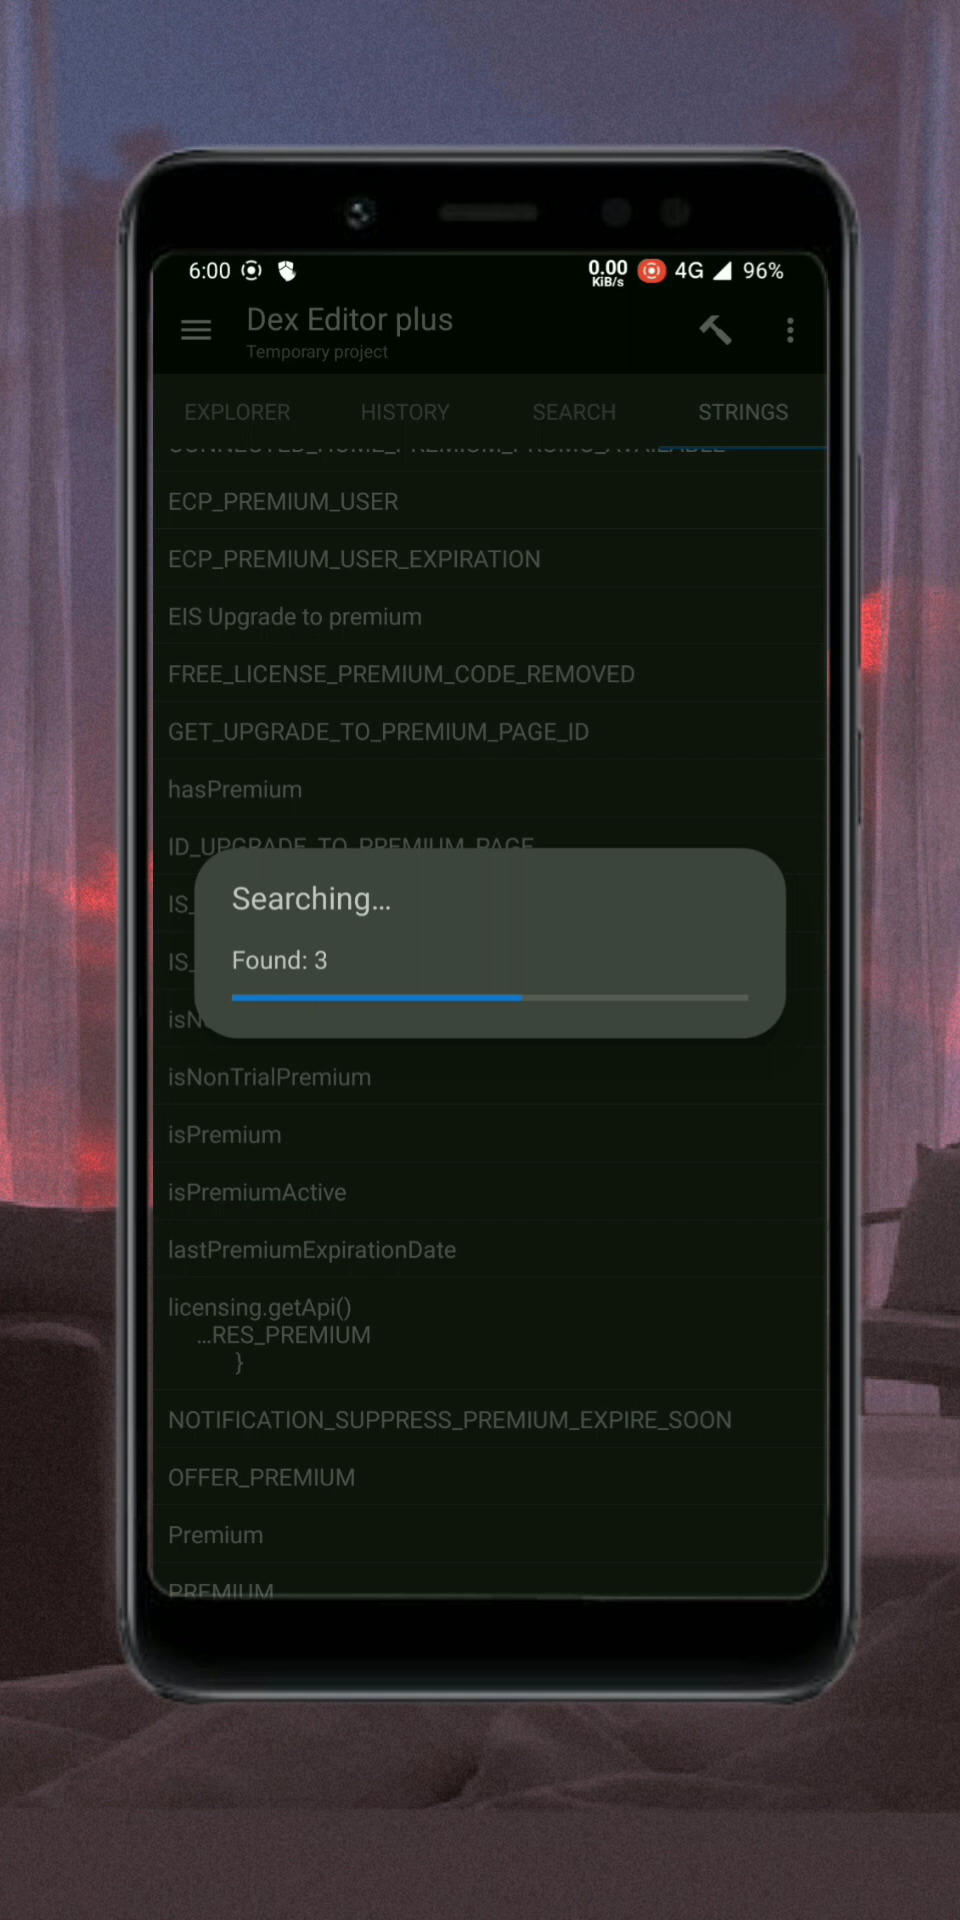 6:00
0.00
KiB/s
4G
96%
Dex Editor plus
Temporary project
EXPLORER
HISTORY
SEARCH
STRINGS
CONNECTED_HOME_PREMIUM_PROMO_AVAILABLE
ECP_PREMIUM_USER
ECP_PREMIUM_USER_EXPIRATION
EIS Upgrade to premium
FREE_LICENSE_PREMIUM_CODE_REMOVED
GET_UPGRADE_TO_PREMIUM_PAGE_ID
hasPremium
ID_UPGRADE_TO_PREMIUM_PAGE
IS_
Searching...
Found: 3
IS_
isN
isNonTrialPremium
isPremium
isPremiumActive
lastPremiumExpirationDate
licensing.getApi()
...RES_PREMIUM
}
NOTIFICATION_SUPPRESS_PREMIUM_EXPIRE_SOON
OFFER_PREMIUM
Premium
PREMIUM